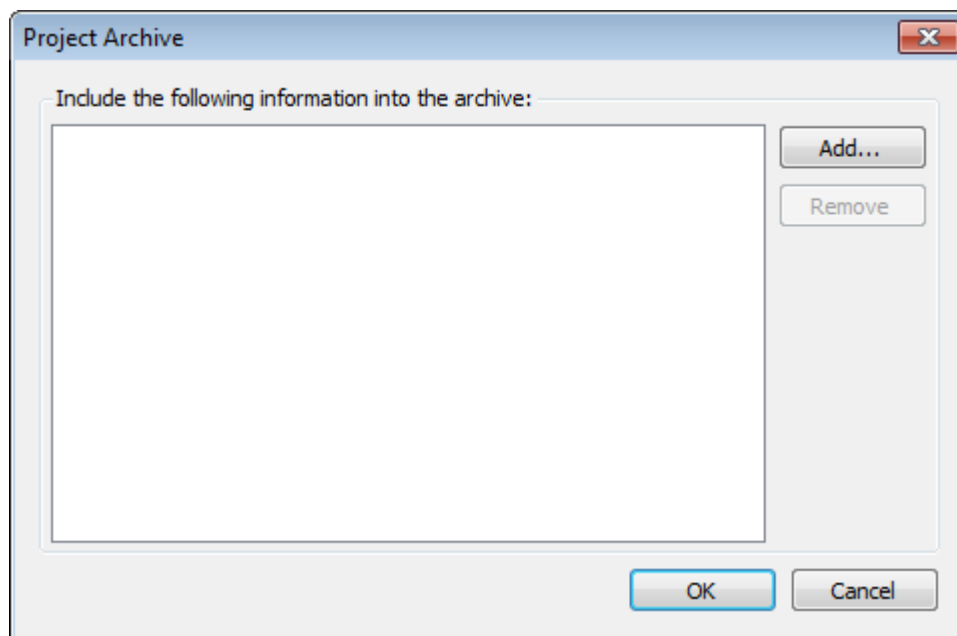 Project Archive
Include the following information into the archive:
Add...
Remove
OK
Cancel